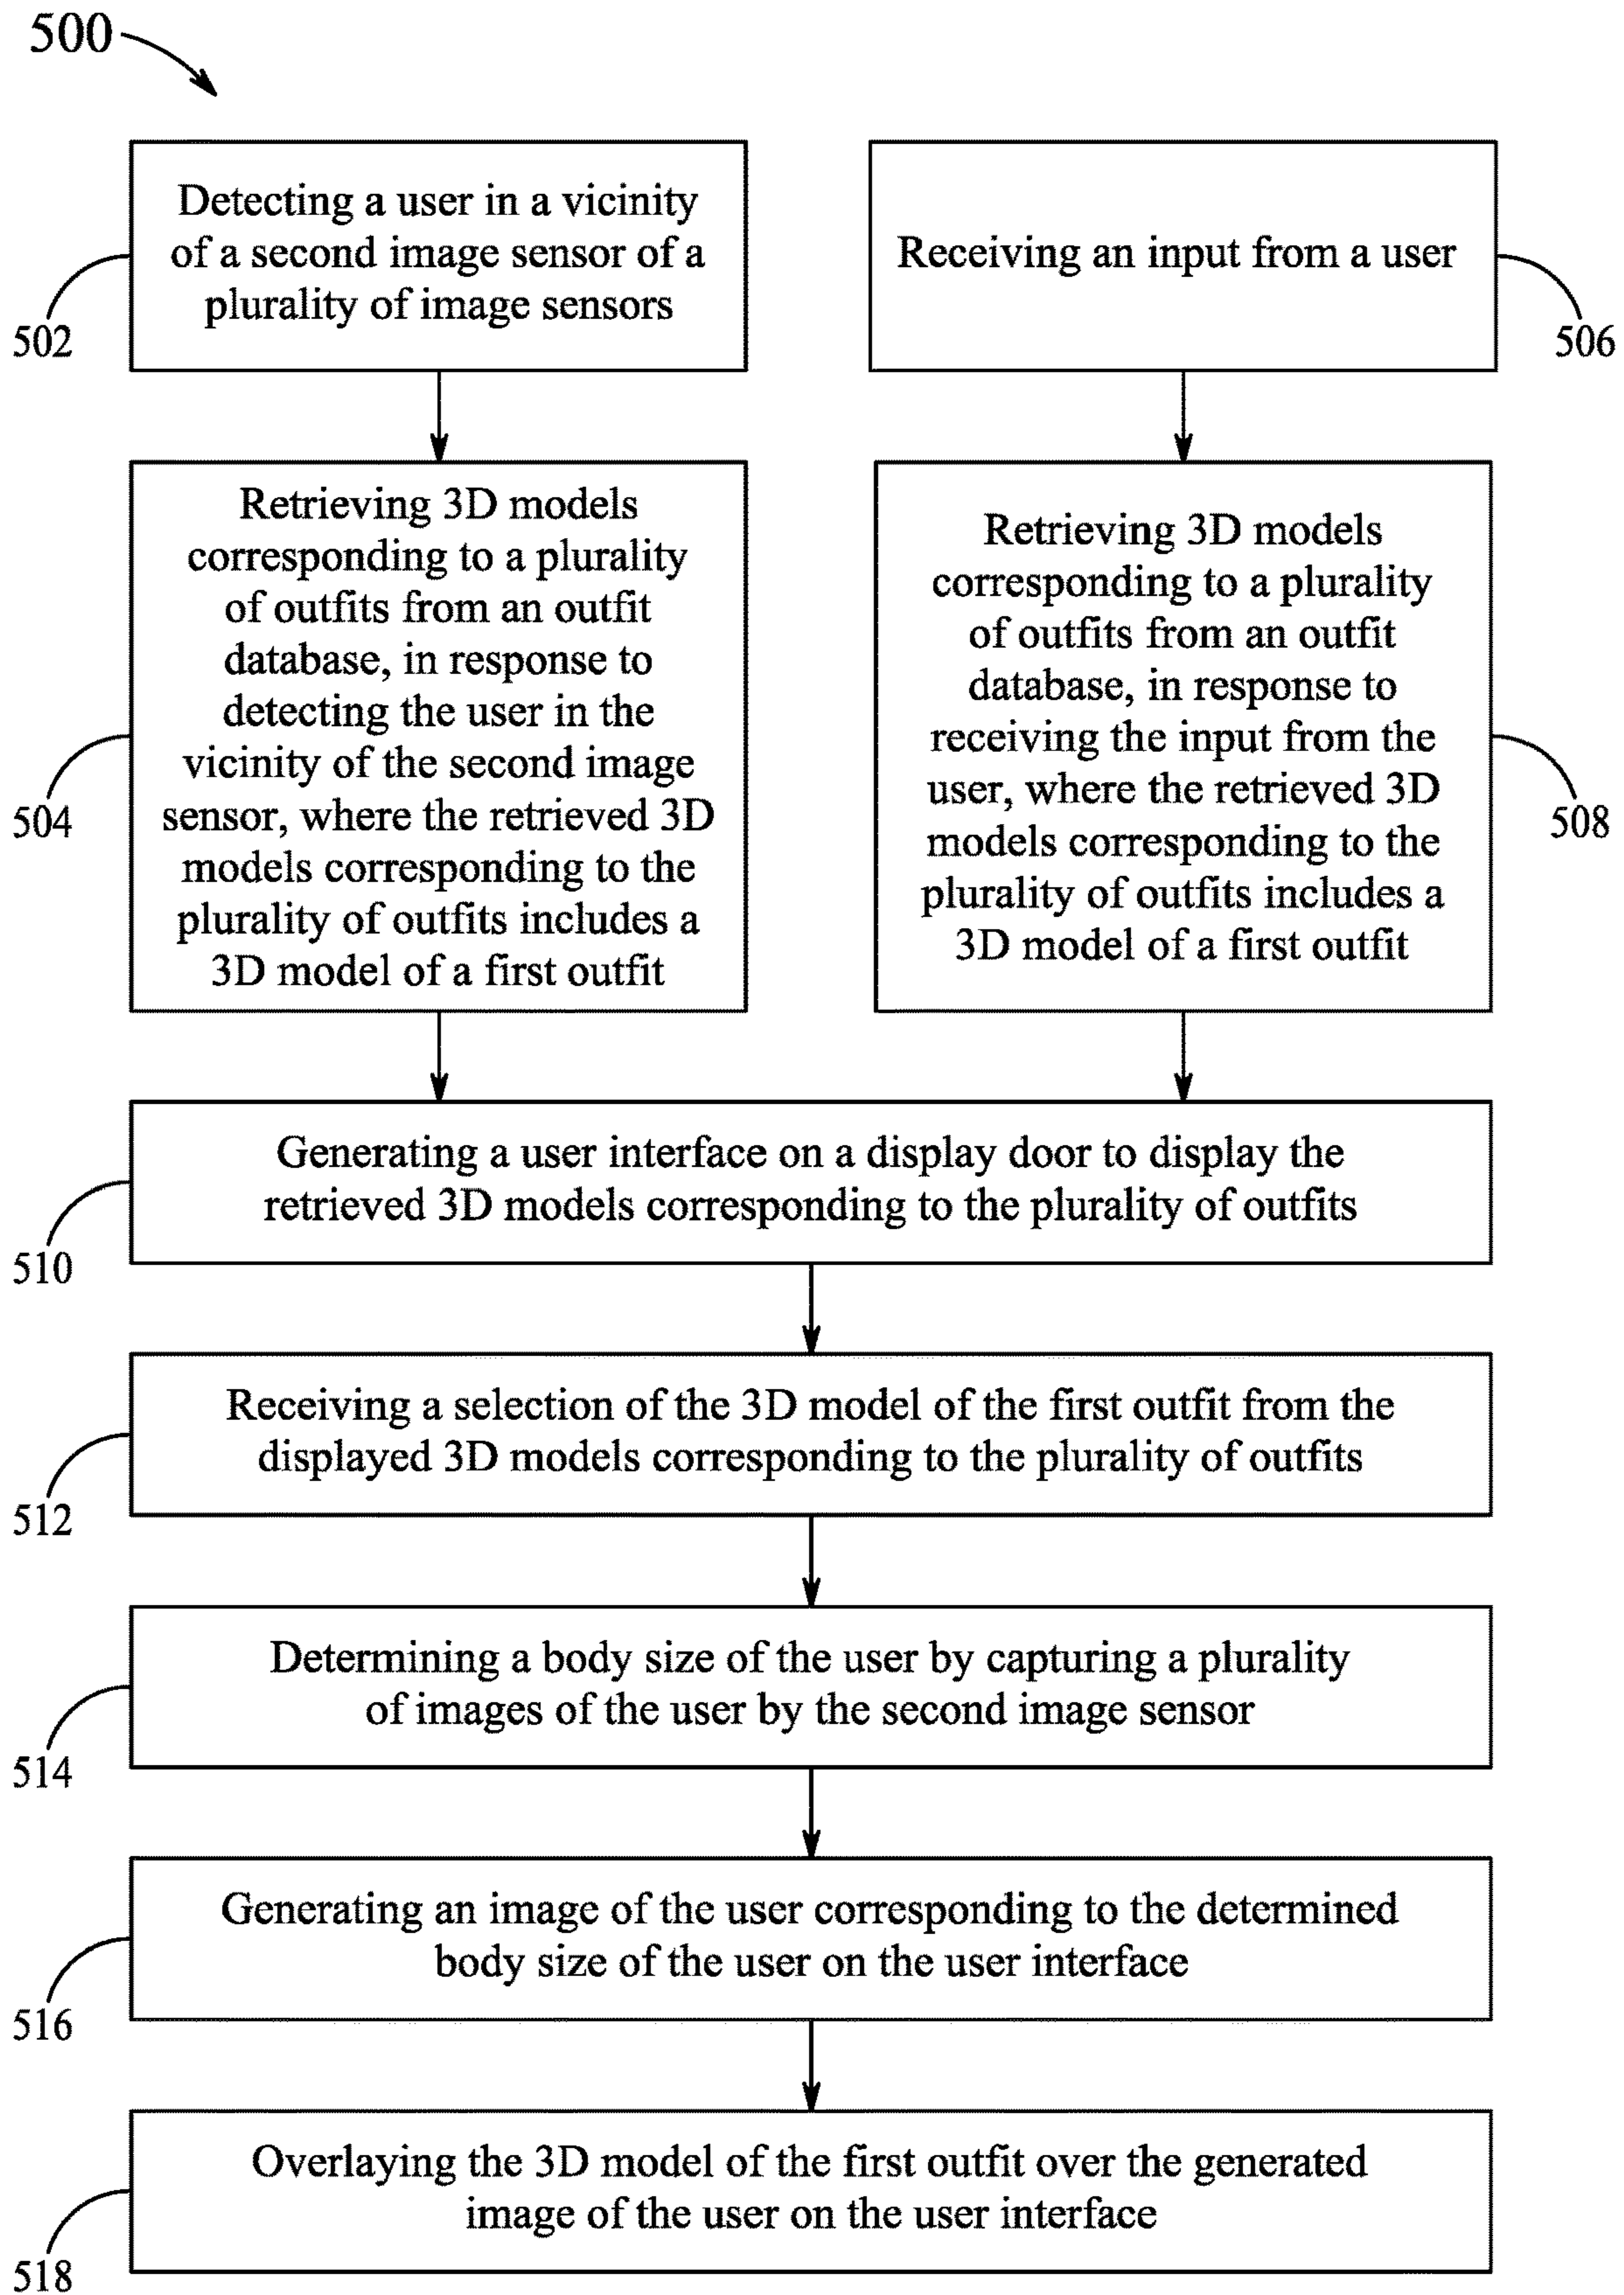 500
Detecting a user in a vicinity
of a second image sensor of a
plurality of image sensors
502
Receiving an input from a user
506
Retrieving 3D models
corresponding to a plurality
of outfits from an outfit
database, in response to
detecting the user in the
vicinity of the second image
sensor, where the retrieved 3D
models corresponding to the
plurality of outfits includes a
3D model of a first outfit
504
Retrieving 3D models
corresponding to a plurality
of outfits from an outfit
database, in response to
receiving the input from the
user, where the retrieved 3D
models corresponding to the
plurality of outfits includes a
3D model of a first outfit
508
Generating a user interface on a display door to display the
retrieved 3D models corresponding to the plurality of outfits
510
Receiving a selection of the 3D model of the first outfit from the
displayed 3D models corresponding to the plurality of outfits
512
Determining a body size of the user by capturing a plurality
of images of the user by the second image sensor
514
Generating an image of the user corresponding to the determined
body size of the user on the user interface
516
Overlaying the 3D model of the first outfit over the generated
image of the user on the user interface
518